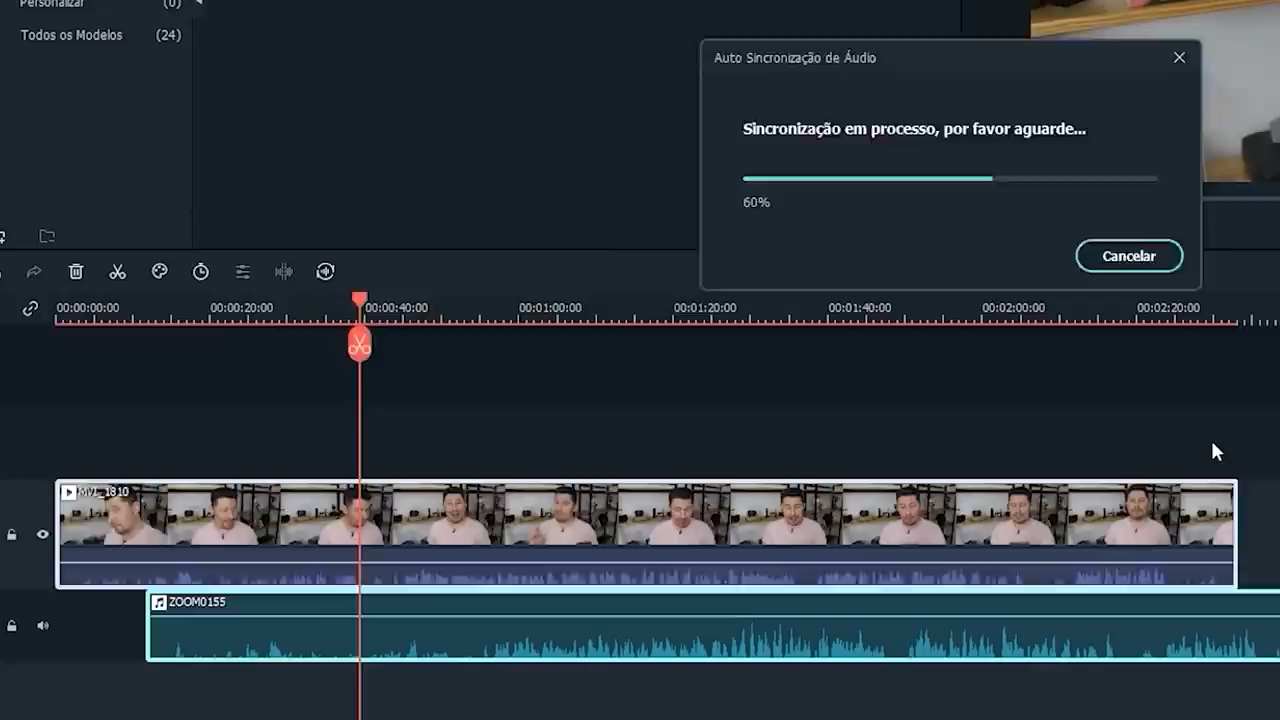 Personalizar (0)
Todos os Modelos (24)
Auto Sincronização de Áudio
Sincronização em processo, por favor aguarde...
60%
Cancelar
00:00:00:00 00:00:20:00 00:00:40:00 00:01:00:00 00:01:20:00 00:01:40:00 00:02:00:00 00:02:20:00
MVI_1810
ZOOM0155